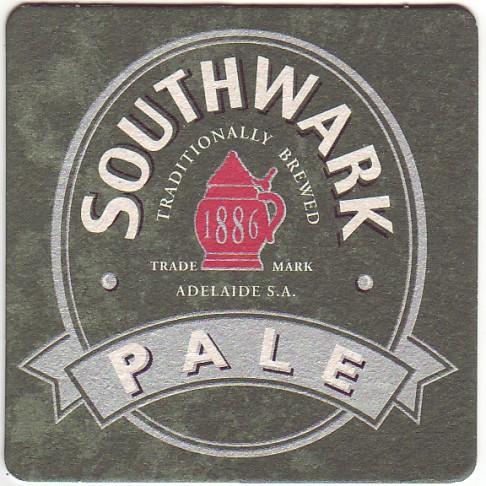 SOUTHWARK
TRADITIONALLY BREWED
1886
TRADE MARK
ADELAIDE S.A.
PALE